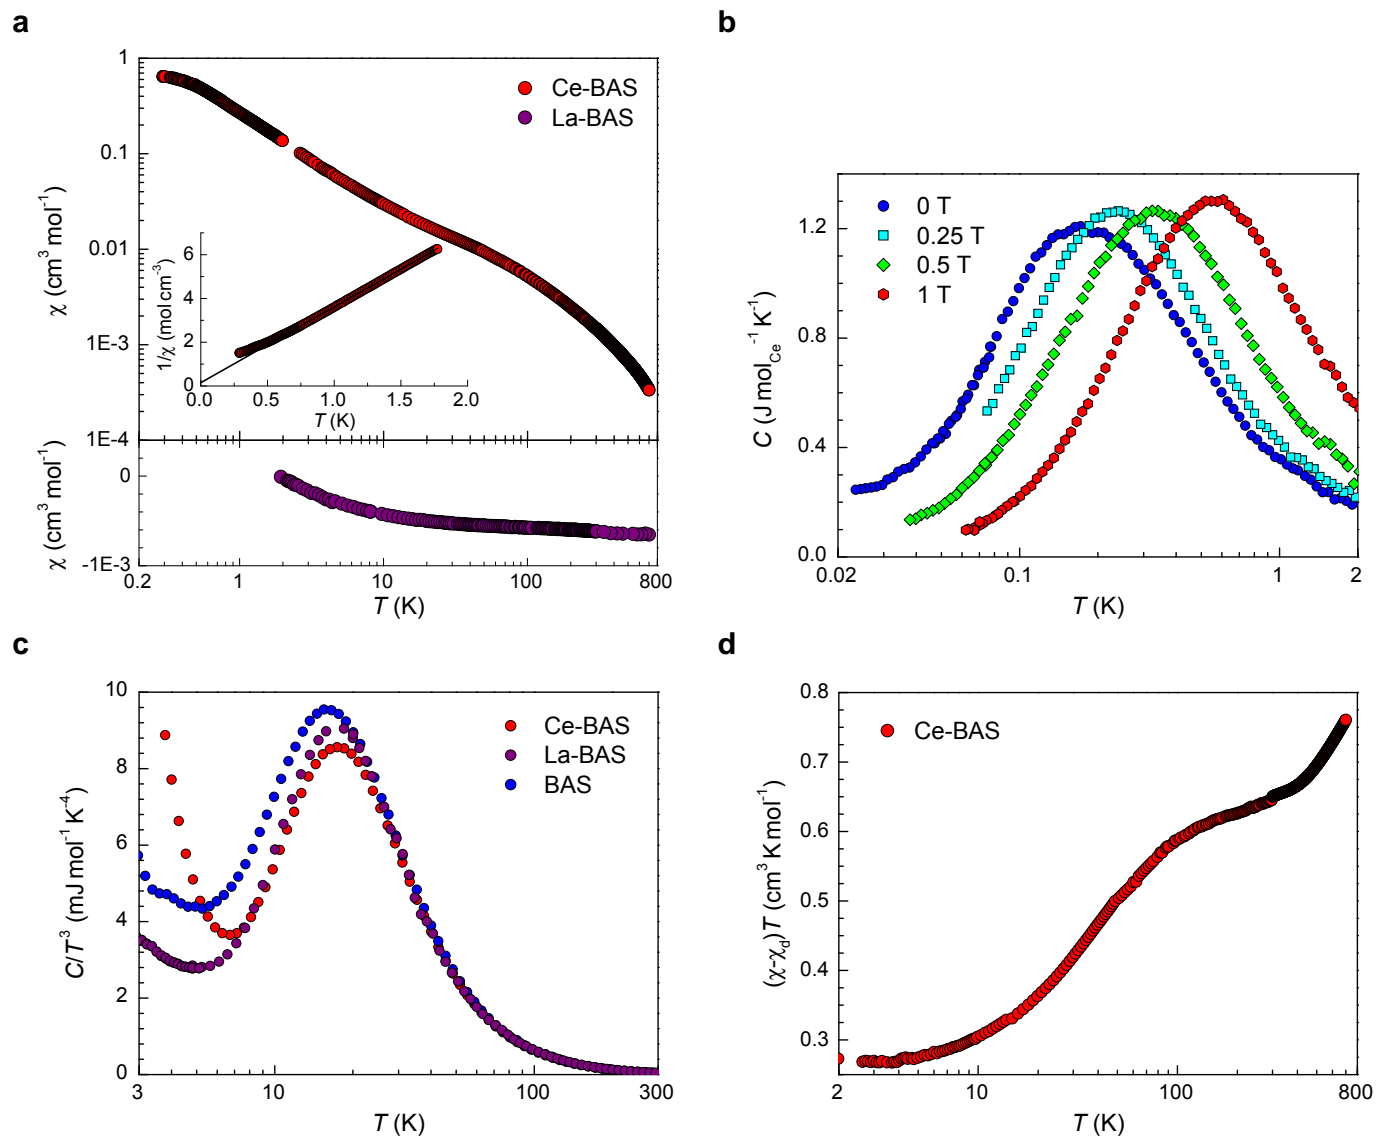 a
1
0.1
0.01
1E-3
1E-4
χ (cm³ mol⁻¹)
Ce-BAS
La-BAS
6
4
2
0
1/χ (mol cm⁻³)
0.0 0.5 1.0 1.5 2.0
T (K)
0
-1E-3
χ (cm³ mol⁻¹)
0.2 1 10 100 800
T (K)
b
1.2
0.8
0.4
0.0
C (J mol_Ce⁻¹ K⁻¹)
0 T
0.25 T
0.5 T
1 T
0.02 0.1 1 2
T (K)
c
10
8
6
4
2
0
C/T³ (mJ mol⁻¹ K⁻⁴)
Ce-BAS
La-BAS
BAS
3 10 100 300
T (K)
d
0.8
0.7
0.6
0.5
0.4
0.3
(χ-χ_d)T (cm³ K mol⁻¹)
Ce-BAS
2 10 100 800
T (K)